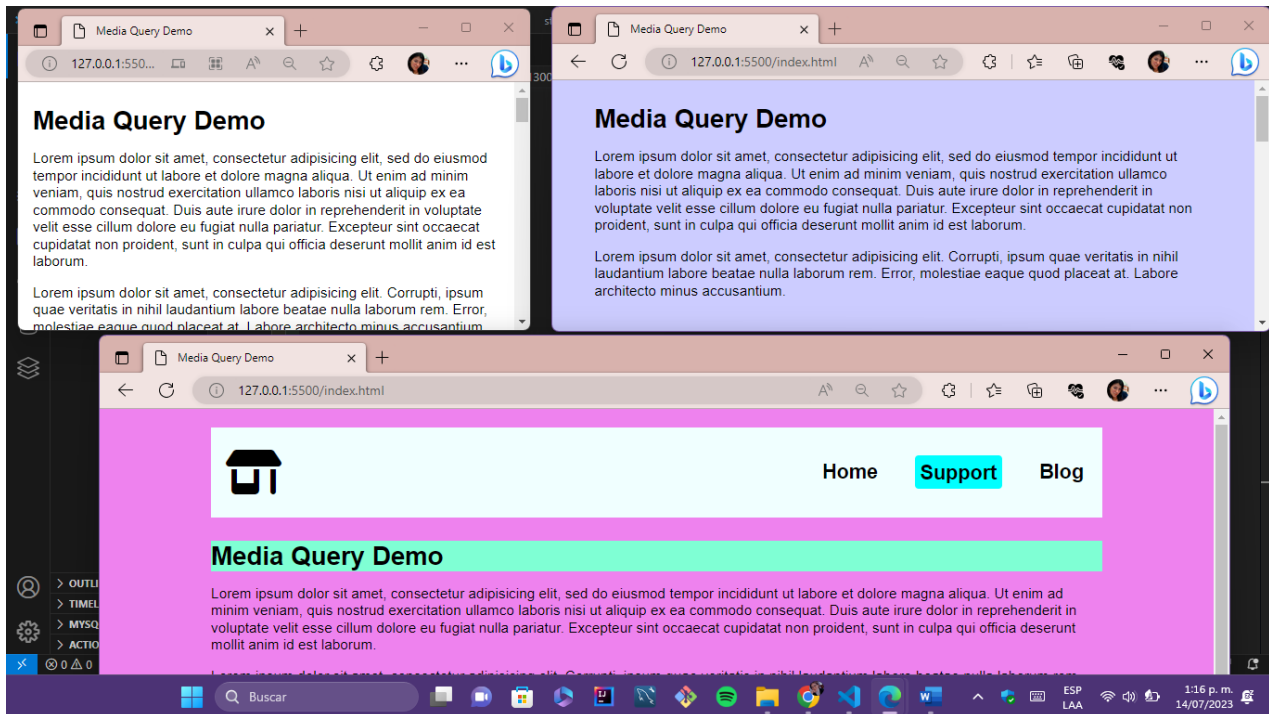 Media Query Demo
127.0.0.1:550...
Media Query Demo
Lorem ipsum dolor sit amet, consectetur adipisicing elit, sed do eiusmod
tempor incididunt ut labore et dolore magna aliqua. Ut enim ad minim
veniam, quis nostrud exercitation ullamco laboris nisi ut aliquip ex ea
commodo consequat. Duis aute irure dolor in reprehenderit in voluptate
velit esse cillum dolore eu fugiat nulla pariatur. Excepteur sint occaecat
cupidatat non proident, sunt in culpa qui officia deserunt mollit anim id est
laborum.
Lorem ipsum dolor sit amet, consectetur adipisicing elit. Corrupti, ipsum
quae veritatis in nihil laudantium labore beatae nulla laborum rem. Error,
molestiae eaque quod placeat at. Labore architecto minus accusantium
Media Query Demo
127.0.0.1:5500/index.html
Media Query Demo
Lorem ipsum dolor sit amet, consectetur adipisicing elit, sed do eiusmod tempor incididunt ut
labore et dolore magna aliqua. Ut enim ad minim veniam, quis nostrud exercitation ullamco
laboris nisi ut aliquip ex ea commodo consequat. Duis aute irure dolor in reprehenderit in
voluptate velit esse cillum dolore eu fugiat nulla pariatur. Excepteur sint occaecat cupidatat non
proident, sunt in culpa qui officia deserunt mollit anim id est laborum.
Lorem ipsum dolor sit amet, consectetur adipisicing elit. Corrupti, ipsum quae veritatis in nihil
laudantium labore beatae nulla laborum rem. Error, molestiae eaque quod placeat at. Labore
architecto minus accusantium.
300
Media Query Demo
127.0.0.1:5500/index.html
Home
Support
Blog
Media Query Demo
Lorem ipsum dolor sit amet, consectetur adipisicing elit, sed do eiusmod tempor incididunt ut labore et dolore magna aliqua. Ut enim ad
minim veniam, quis nostrud exercitation ullamco laboris nisi ut aliquip ex ea commodo consequat. Duis aute irure dolor in reprehenderit in
voluptate velit esse cillum dolore eu fugiat nulla pariatur. Excepteur sint occaecat cupidatat non proident, sunt in culpa qui officia deserunt
mollit anim id est laborum.
OUTLI
TIMEL
MYSQ
ACTIO
0 0
Buscar
ESP
LAA
1:16 p. m.
14/07/2023